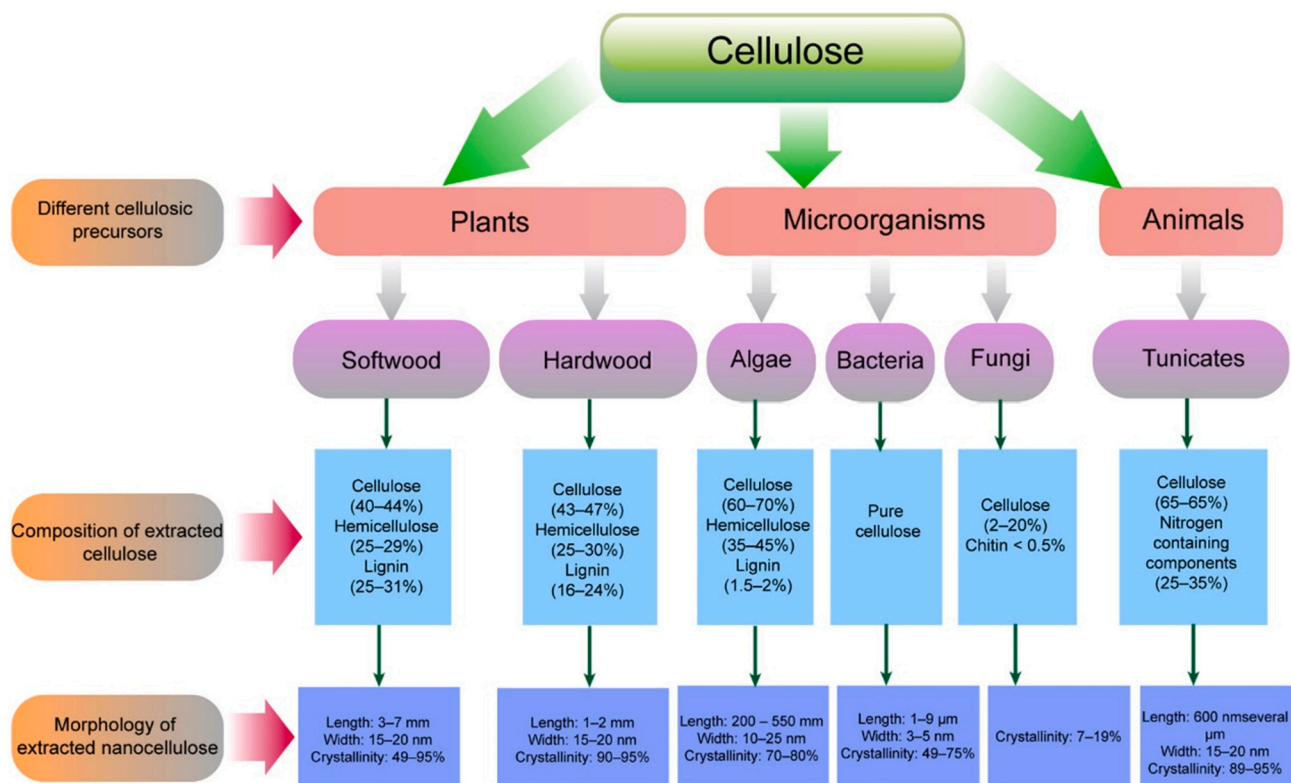 Cellulose
Different cellulosic
precursors
Plants
Microorganisms
Animals
Softwood
Hardwood
Algae
Bacteria
Fungi
Tunicates
Composition of extracted
cellulose
Cellulose
(40–44%)
Hemicellulose
(25–29%)
Lignin
(25–31%)
Cellulose
(43–47%)
Hemicellulose
(25–30%)
Lignin
(16–24%)
Cellulose
(60–70%)
Hemicellulose
(35–45%)
Lignin
(1.5–2%)
Pure
cellulose
Cellulose
(2–20%)
Chitin < 0.5%
Cellulose
(65–65%)
Nitrogen
containing
components
(25–35%)
Morphology of
extracted nanocellulose
Length: 3–7 mm
Width: 15–20 nm
Crystallinity: 49–95%
Length: 1–2 mm
Width: 15–20 nm
Crystallinity: 90–95%
Length: 200 – 550 mm
Width: 10–25 nm
Crystallinity: 70–80%
Length: 1–9 µm
Width: 3–5 nm
Crystallinity: 49–75%
Crystallinity: 7–19%
Length: 600 nmseveral
µm
Width: 15–20 nm
Crystallinity: 89–95%